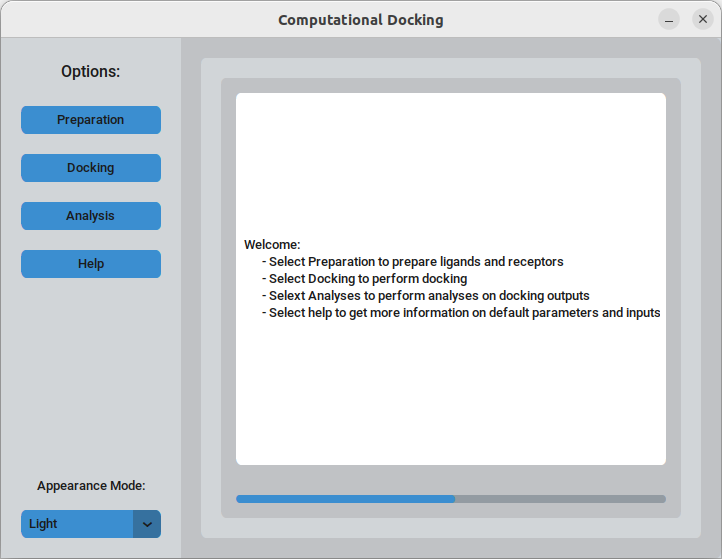 Computational Docking
Options:
Preparation
Docking
Analysis
Help
Welcome:
- Select Preparation to prepare ligands and receptors
- Select Docking to perform docking
- Selext Analyses to perform analyses on docking outputs
- Select help to get more information on default parameters and inputs
Appearance Mode:
Light